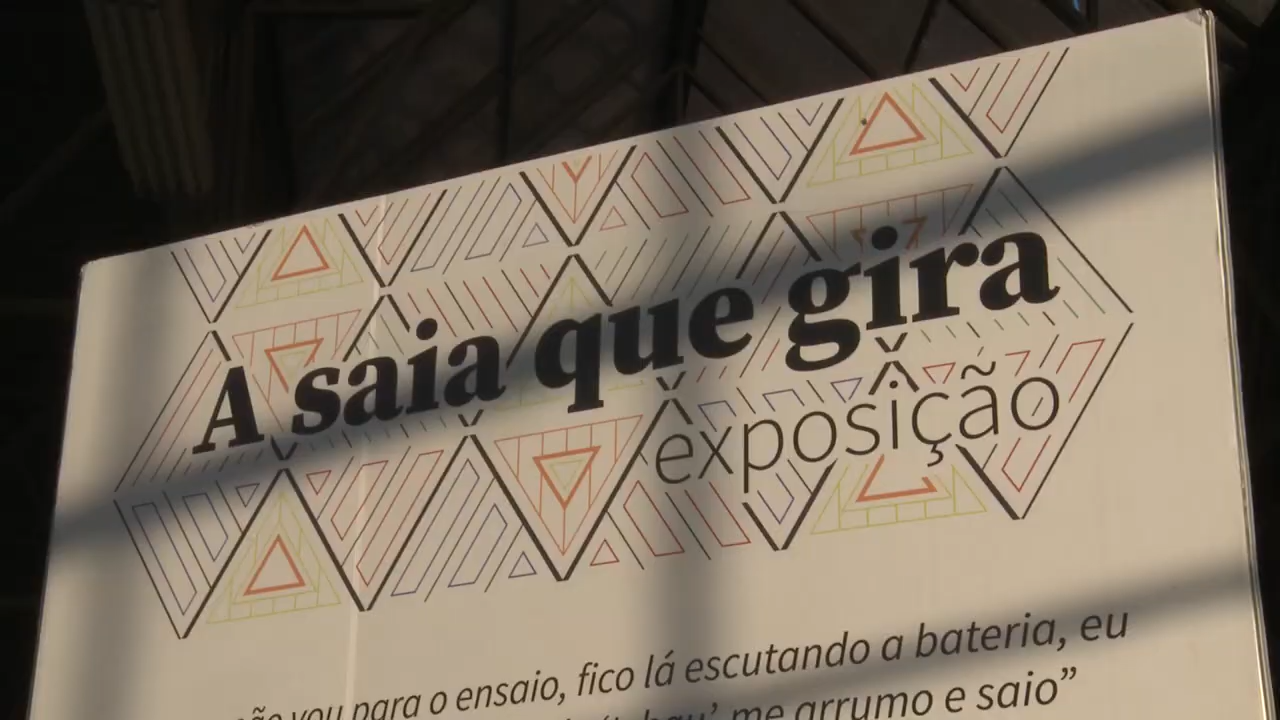 A saia que gira
exposição
vou para o ensaio, fico lá escutando a bateria, eu
me arrumo e saio”